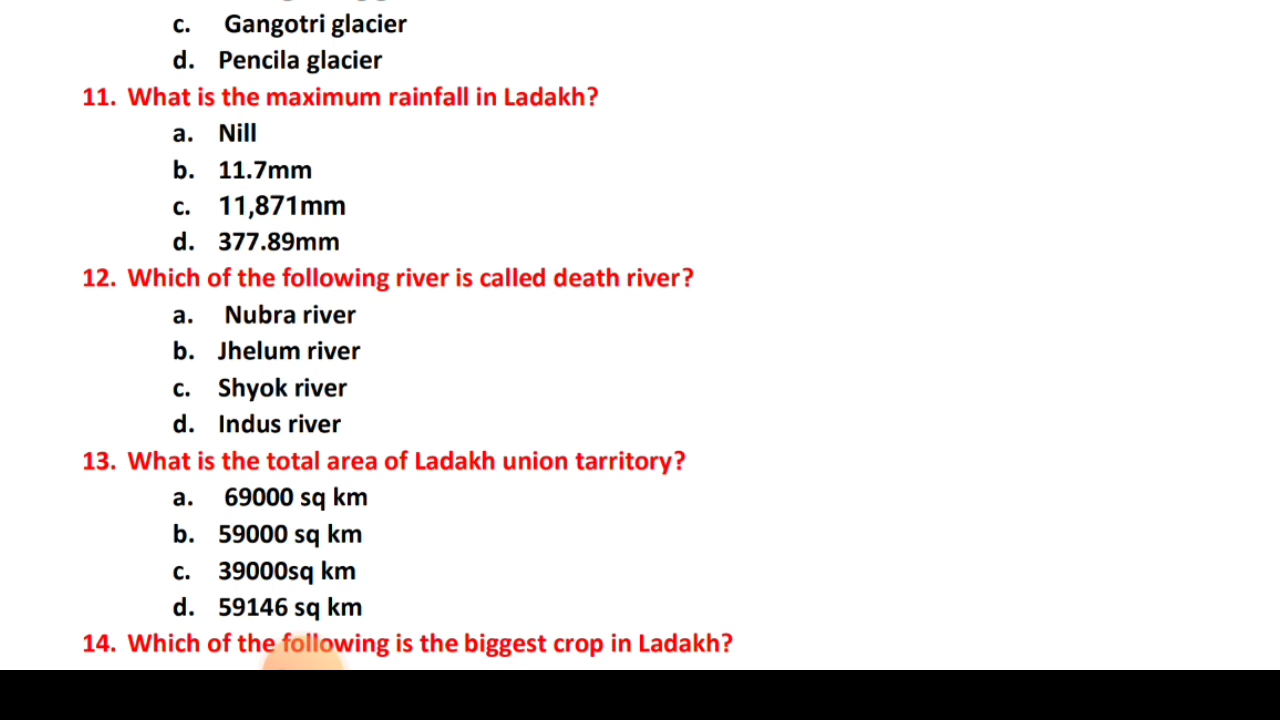 c. Gangotri glacier
d. Pencila glacier
11. What is the maximum rainfall in Ladakh?
a. Nill
b. 11.7mm
c. 11,871mm
d. 377.89mm
12. Which of the following river is called death river?
a. Nubra river
b. Jhelum river
c. Shyok river
d. Indus river
13. What is the total area of Ladakh union tarritory?
a. 69000 sq km
b. 59000 sq km
c. 39000sq km
d. 59146 sq km
14. Which of the following is the biggest crop in Ladakh?